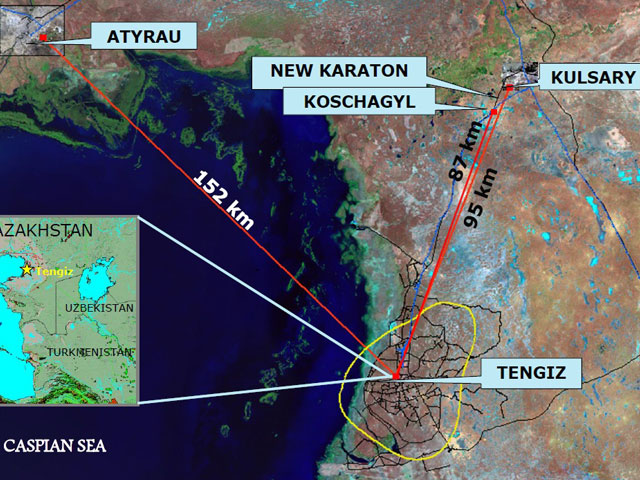 ATYRAU
NEW KARATON
KULSARY
KOSCHAGYL
87 km
95 km
152 km
AZAKHSTAN
Tengiz
UZBEKISTAN
TURKMENISTAN
TENGIZ
CASPIAN SEA